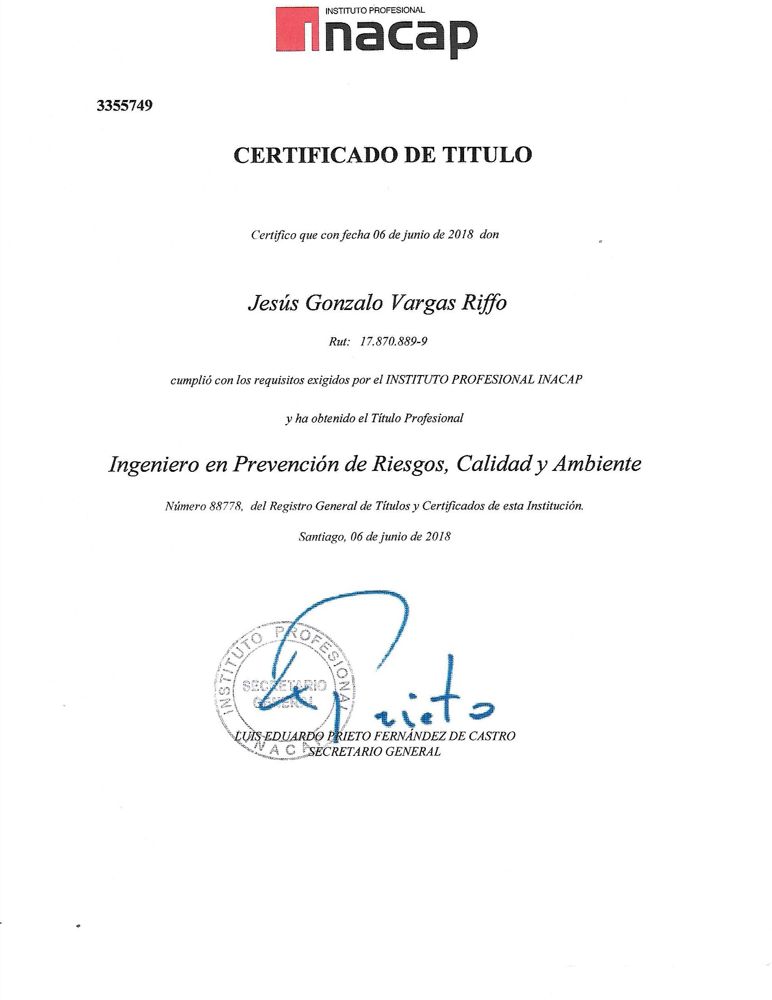 INSTITUTO PROFESIONAL
inacap
3355749
CERTIFICADO DE TITULO
Certifico que con fecha 06 de junio de 2018 don
Jesús Gonzalo Vargas Riffo
Rut: 17.870.889-9
cumplió con los requisitos exigidos por el INSTITUTO PROFESIONAL INACAP
y ha obtenido el Título Profesional
Ingeniero en Prevención de Riesgos, Calidad y Ambiente
Número 88778, del Registro General de Títulos y Certificados de esta Institución.
Santiago, 06 de junio de 2018
INSTITUTO PROFESIONAL
SECRETARIO
GENERAL
INACAP
Prieto
LUIS EDUARDO PRIETO FERNÁNDEZ DE CASTRO
SECRETARIO GENERAL